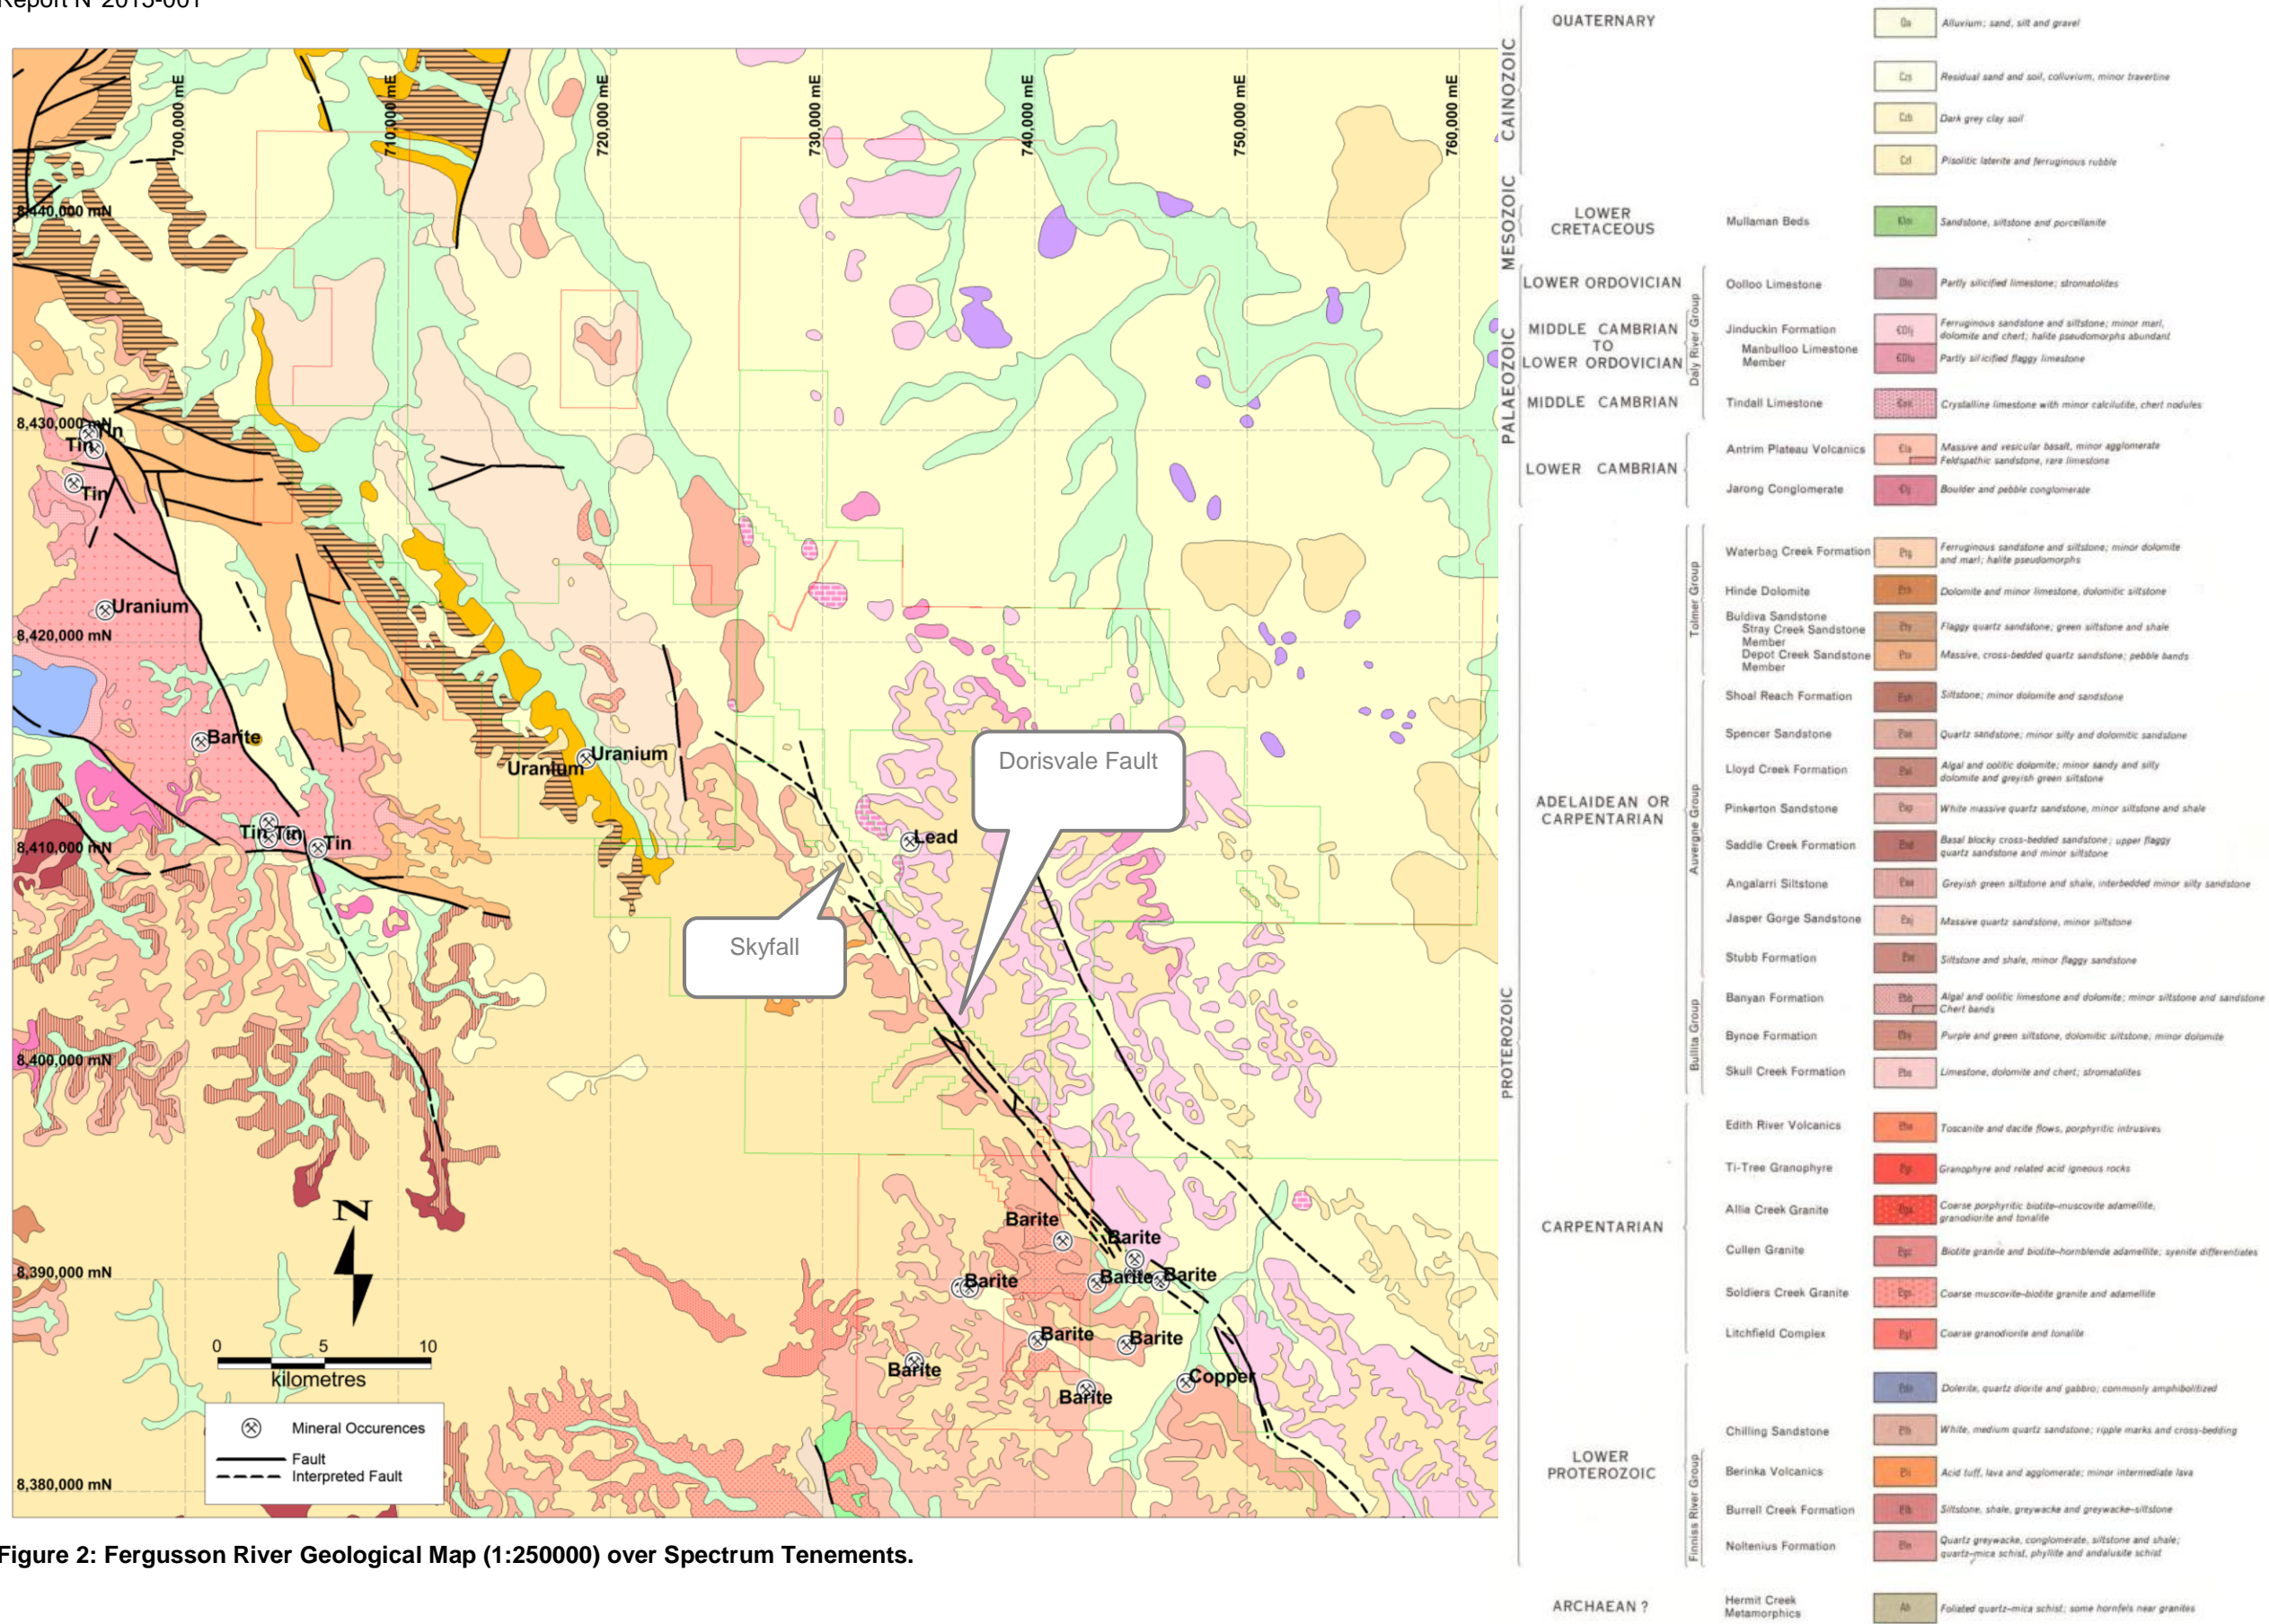 Report N 2015-001
700,000 mE
710,000 mE
720,000 mE
730,000 mE
740,000 mE
750,000 mE
760,000 mE
8,440,000 mN
8,430,000 mN
Tin
Tin
Uranium
8,420,000 mN
Barite
Uranium
Uranium
Dorisvale Fault
Tin
Tin
Tin
Lead
8,410,000 mN
Skyfall
8,400,000 mN
N
Barite
Barite
8,390,000 mN
Barite
Barite
Barite
0 5 10
kilometres
Barite
Barite
Barite
Barite
Copper
Mineral Occurences
Fault
Interpreted Fault
8,380,000 mN
Figure 2: Fergusson River Geological Map (1:250000) over Spectrum Tenements.
CAINOZOIC
QUATERNARY
Qa Alluvium; sand, silt and gravel
Czs Residual sand and soil, colluvium, minor travertine
Czb Dark grey clay soil
Czl Pisolitic laterite and ferruginous rubble
MESOZOIC
LOWER
CRETACEOUS
Mullaman Beds
Klm Sandstone, siltstone and porcellanite
PALAEOZOIC
LOWER ORDOVICIAN
Daly River Group
Oolloo Limestone
Partly silicified limestone; stromatolites
MIDDLE CAMBRIAN
TO
LOWER ORDOVICIAN
Jinduckin Formation
Ferruginous sandstone and siltstone; minor marl,
dolomite and chert; halite pseudomorphs abundant
Manbulloo Limestone
Member
Partly silicified flaggy limestone
MIDDLE CAMBRIAN
Tindall Limestone
Crystalline limestone with minor calcilutite, chert nodules
LOWER CAMBRIAN
Antrim Plateau Volcanics
Massive and vesicular basalt, minor agglomerate
Feldspathic sandstone, rare limestone
Jarong Conglomerate
Boulder and pebble conglomerate
PROTEROZOIC
ADELAIDEAN OR
CARPENTARIAN
Tolmer Group
Waterbag Creek Formation
Ferruginous sandstone and siltstone; minor dolomite
and marl; halite pseudomorphs
Hinde Dolomite
Dolomite and minor limestone, dolomitic siltstone
Buldiva Sandstone
Stray Creek Sandstone
Member
Flaggy quartz sandstone; green siltstone and shale
Depot Creek Sandstone
Member
Massive, cross-bedded quartz sandstone; pebble bands
Auvergne Group
Shoal Reach Formation
Siltstone; minor dolomite and sandstone
Spencer Sandstone
Quartz sandstone; minor silty and dolomitic sandstone
Lloyd Creek Formation
Algal and oolitic dolomite; minor sandy and silty
dolomite and greyish green siltstone
Pinkerton Sandstone
White massive quartz sandstone, minor siltstone and shale
Saddle Creek Formation
Basal blocky cross-bedded sandstone; upper flaggy
quartz sandstone and minor siltstone
Angalarri Siltstone
Greyish green siltstone and shale, interbedded minor silty sandstone
Jasper Gorge Sandstone
Massive quartz sandstone, minor siltstone
Stubb Formation
Siltstone and shale, minor flaggy sandstone
Bullita Group
Banyan Formation
Algal and oolitic limestone and dolomite; minor siltstone and sandstone
Chert bands
Bynoe Formation
Purple and green siltstone, dolomitic siltstone; minor dolomite
Skull Creek Formation
Limestone, dolomite and chert; stromatolites
CARPENTARIAN
Edith River Volcanics
Toscanite and dacite flows, porphyritic intrusives
Ti-Tree Granophyre
Granophyre and related acid igneous rocks
Allia Creek Granite
Coarse porphyritic biotite-muscovite adamellite,
granodiorite and tonalite
Cullen Granite
Biotite granite and biotite-hornblende adamellite; syenite differentiates
Soldiers Creek Granite
Coarse muscovite-biotite granite and adamellite
Litchfield Complex
Coarse granodiorite and tonalite
LOWER
PROTEROZOIC
Dolerite, quartz diorite and gabbro; commonly amphibolitized
Chilling Sandstone
White, medium quartz sandstone; ripple marks and cross-bedding
Finniss River Group
Berinka Volcanics
Acid tuff, lava and agglomerate; minor intermediate lava
Burrell Creek Formation
Siltstone, shale, greywacke and greywacke-siltstone
Noltenius Formation
Quartz greywacke, conglomerate, siltstone and shale;
quartz-mica schist, phyllite and andalusite schist
ARCHAEAN ?
Hermit Creek
Metamorphics
Foliated quartz-mica schist; some hornfels near granites